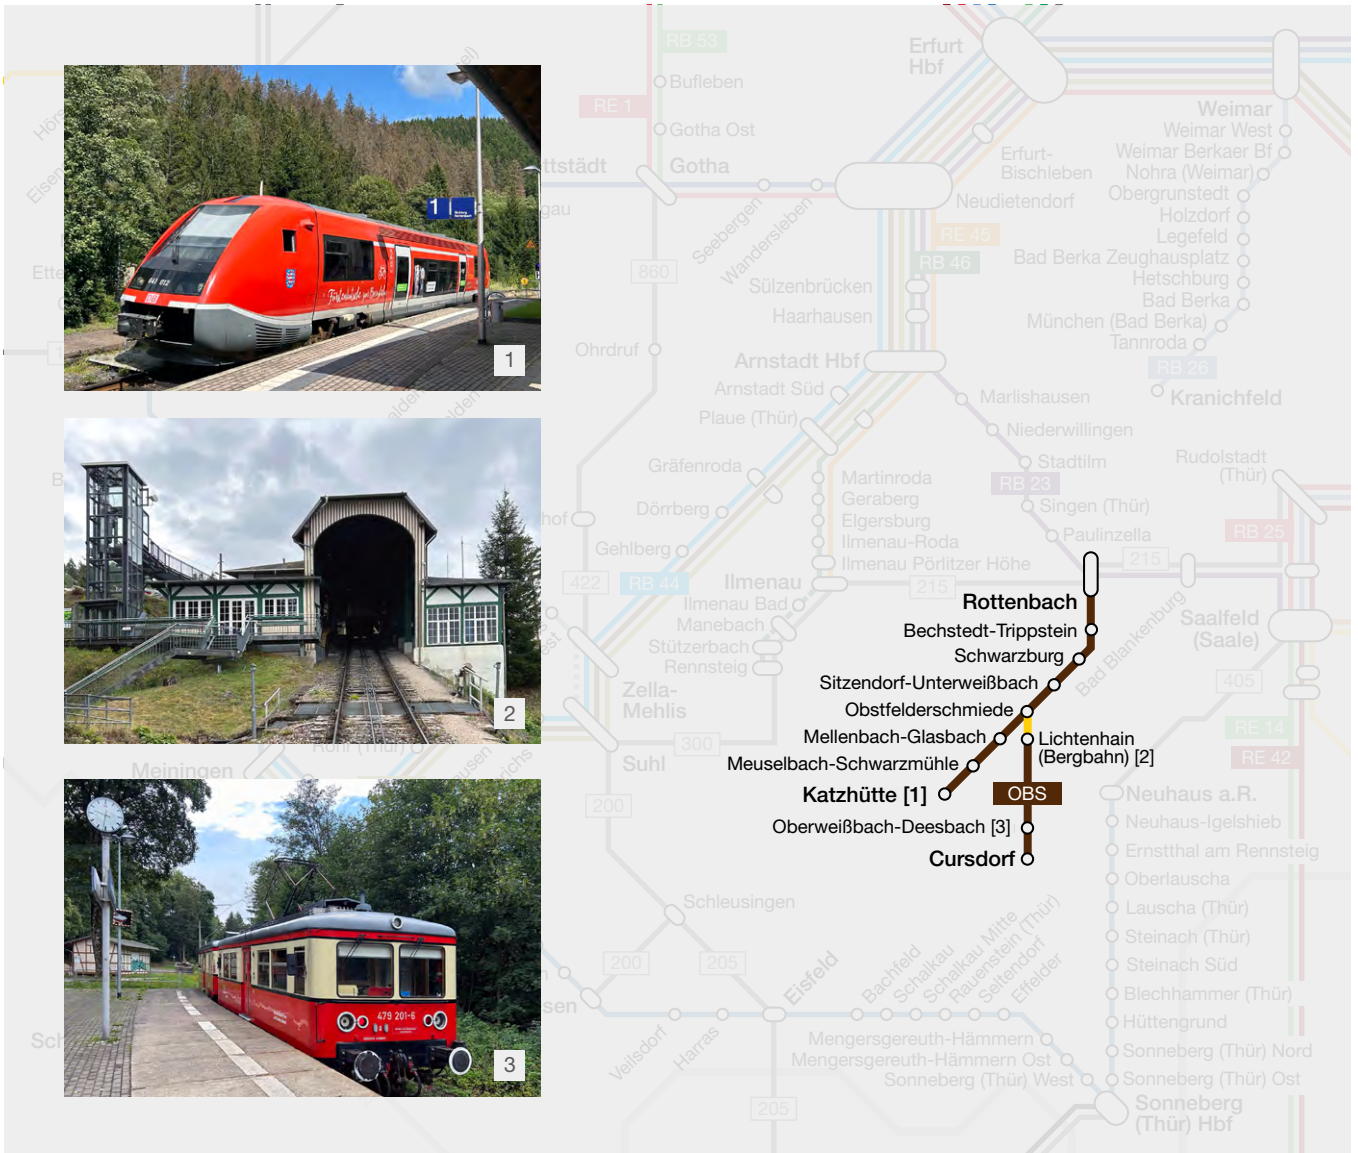 RB 53
Erfurt
Hbf
Bufleben
RE 1
Gotha Ost
Weimar
Weimar West
Weimar Berkaer Bf
Nohra (Weimar)
Obergrunstedt
Holzdorf
Legefeld
Bad Berka Zeughausplatz
Hetschburg
Bad Berka
München (Bad Berka)
Tannroda
RB 26
Kranichfeld
ttstädt
Gotha
gau
Erfurt-
Bischleben
Neudietendorf
Seebergen
Wandersleben
RE 45
RB 46
860
Sülzenbrücken
Haarhausen
Ohrdruf
Arnstadt Hbf
Arnstadt Süd
Plaue (Thür)
Marlishausen
Niederwillingen
Stadtilm
RB 23
Singen (Thür)
Paulinzella
Rudolstadt
(Thür)
RB 25
Gräfenroda
Dörrberg
Gehlberg
Martinroda
Geraberg
Elgersburg
Ilmenau-Roda
Ilmenau Pörlitzer Höhe
hof
422
RB 44
Ilmenau
Ilmenau Bad
Manebach
Stützerbach
Rennsteig
215
215
Bad Blankenburg
Saalfeld
(Saale)
405
RE 14
RE 42
Zella-
Mehlis
Suhl
300
200
Meiningen
Rohr (Thür)
Rottenbach
Bechstedt-Trippstein
Schwarzburg
Sitzendorf-Unterweißbach
Obstfelderschmiede
Mellenbach-Glasbach
Lichtenhain
(Bergbahn) [2]
Meuselbach-Schwarzmühle
Katzhütte [1]
OBS
Oberweißbach-Deesbach [3]
Cursdorf
Neuhaus a.R.
Neuhaus-Igelshieb
Ernstthal am Rennsteig
Oberlauscha
Lauscha (Thür)
Steinach (Thür)
Steinach Süd
Blechhammer (Thür)
Hüttengrund
Sonneberg (Thür) Nord
Sonneberg (Thür) Ost
Sonneberg
(Thür) Hbf
Schleusingen
200
205
Eisfeld
Bachfeld
Schalkau
Schalkau Mitte
Rauenstein (Thür)
Seltendorf
Effelder
Veilsdorf
Harras
Mengersgereuth-Hämmern
Mengersgereuth-Hämmern Ost
Sonneberg (Thür) West
205
1
641 012
1
2
479 201-6
3